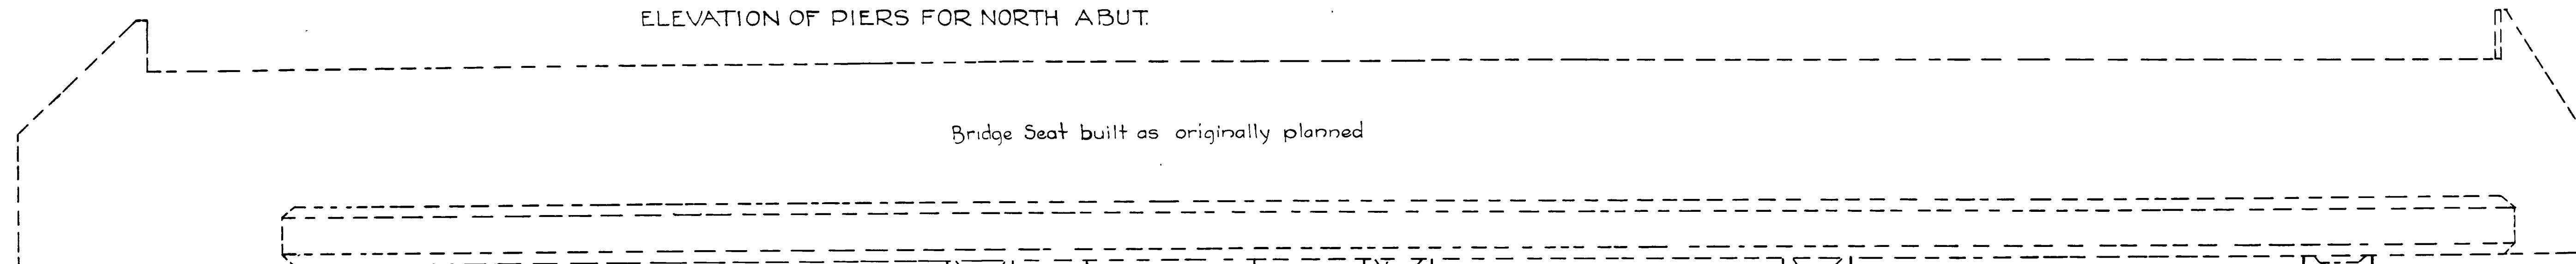 ELEVATION OF PIERS FOR NORTH ABUT.
Bridge Seat built as originally planned